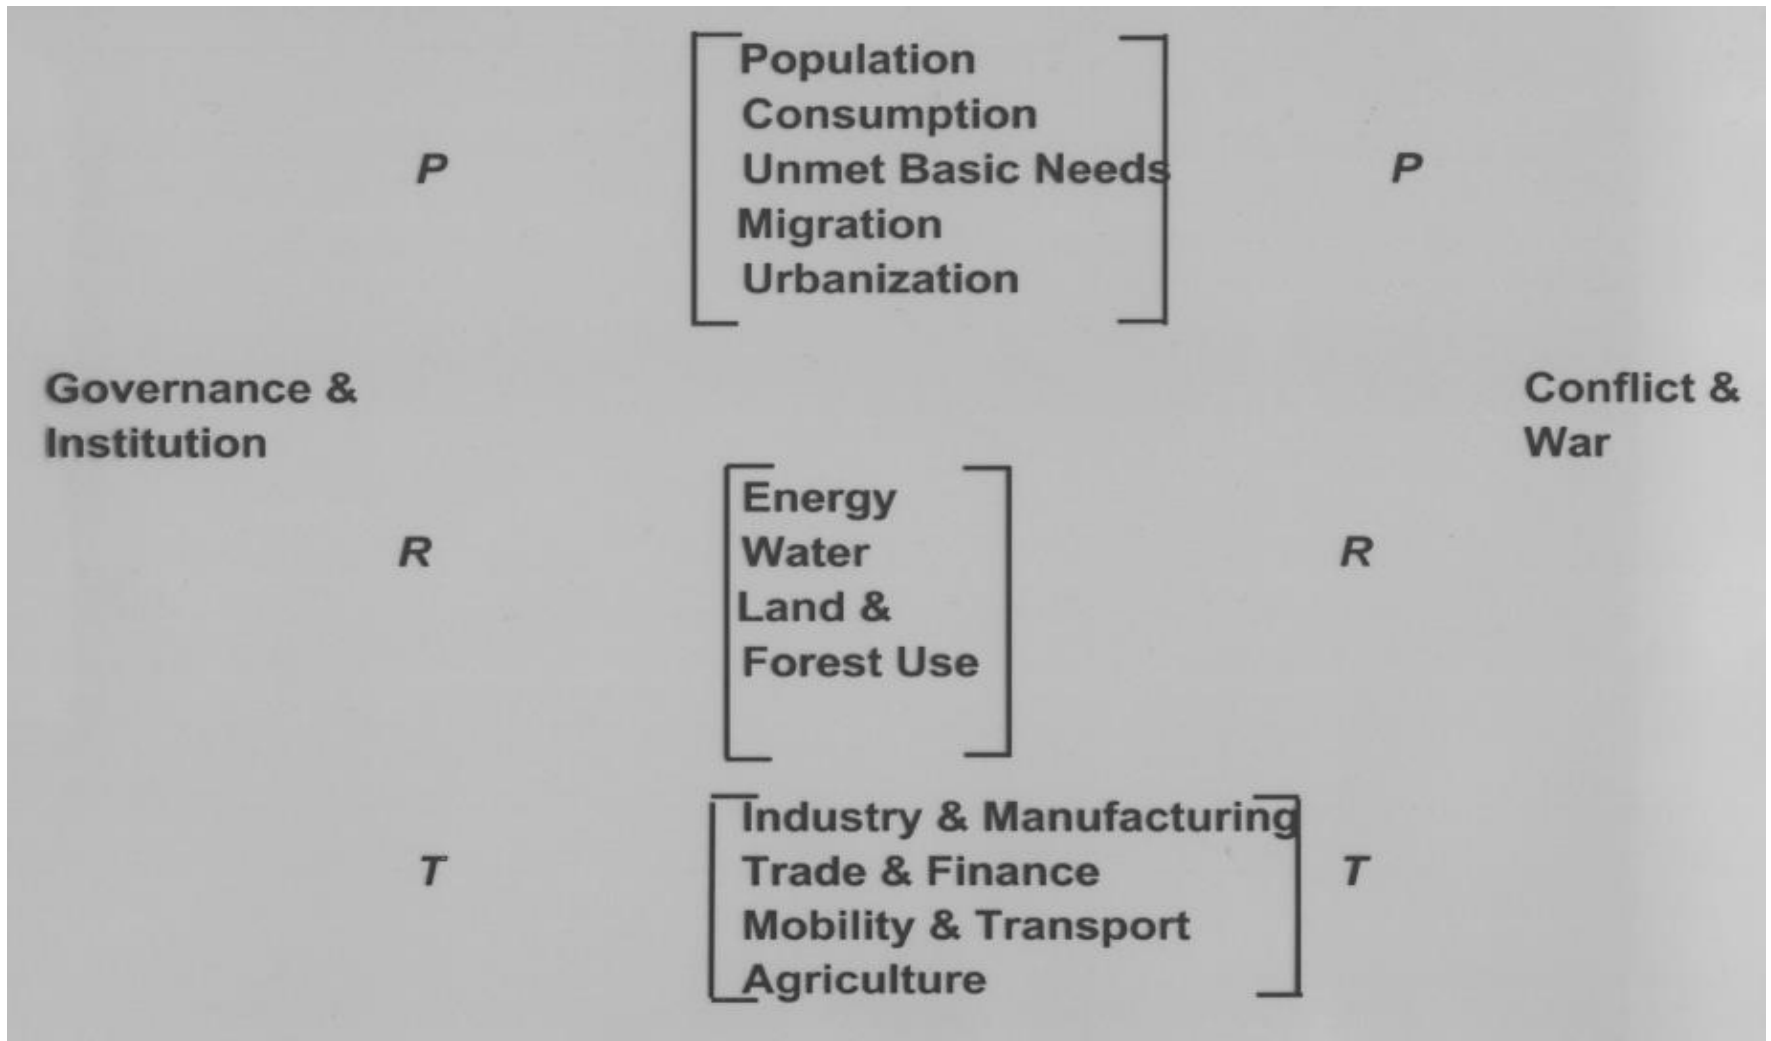 Population
Consumption
P
Unmet Basic Needs
P
Migration
Urbanization
Governance &
Institution
Conflict &
War
Energy
Water
R
R
Land &
Forest Use
Industry & Manufacturing
T
Trade & Finance
T
Mobility & Transport
Agriculture